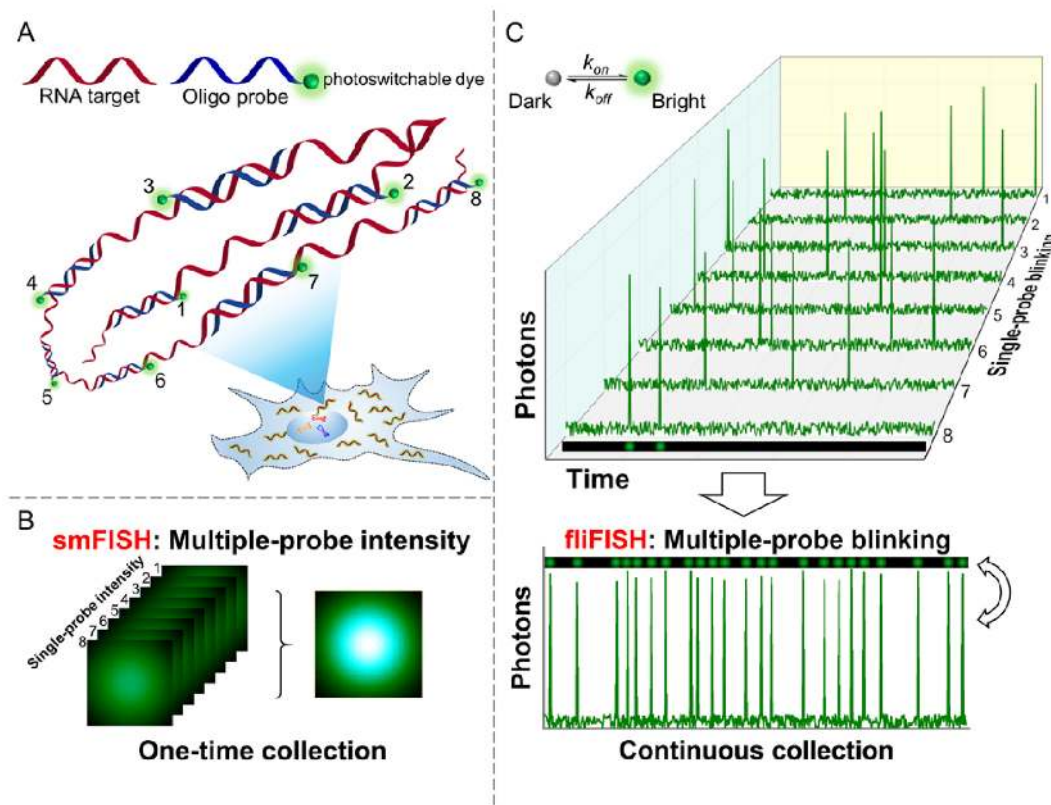 A
RNA target
Oligo probe
photoswitchable dye
3
2
8
4
7
1
5
6
B
smFISH: Multiple-probe intensity
Single-probe intensity
1
2
3
4
5
6
7
8
One-time collection
C
Dark
kon
koff
Bright
Photons
1
2
3
4
5
6
7
8
Single-probe blinking
Time
fliFISH: Multiple-probe blinking
Photons
Continuous collection